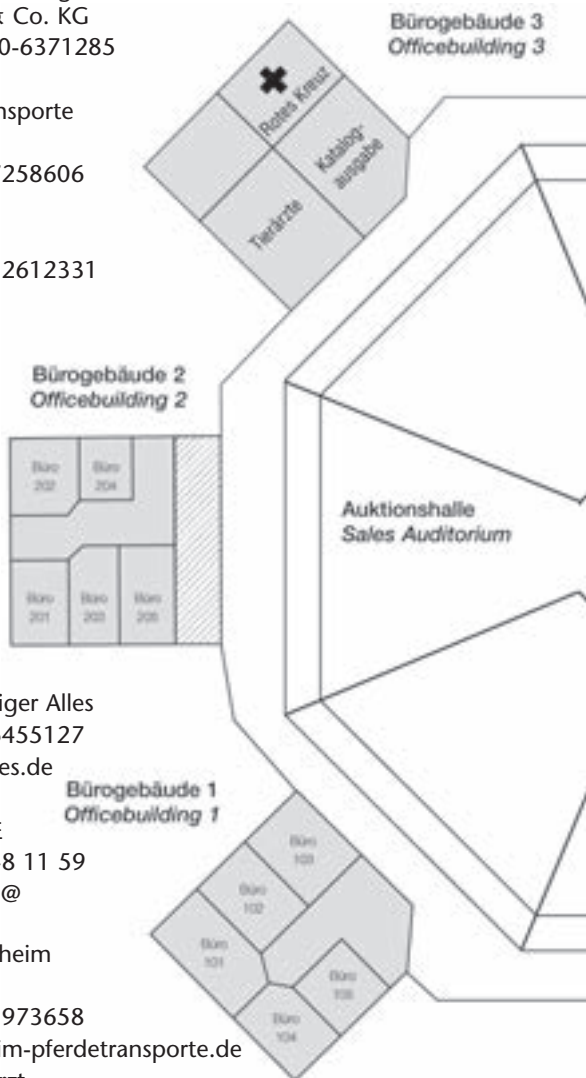 & Co. KG
0-6371285
nsporte
258606
2612331
Bürogebäude 3
Officebuilding 3
Rotes Kreuz
Katalog-
ausgabe
Tierärzte
Bürogebäude 2
Officebuilding 2
Büro
202
Büro
204
Büro
201
Büro
203
Büro
205
Auktionshalle
Sales Auditorium
iger Alles
455127
es.de
Bürogebäude 1
Officebuilding 1
8 11 59
@
heim
973658
im-pferdetransporte.de
Büro
103
Büro
102
Büro
101
Büro
105
Büro
104